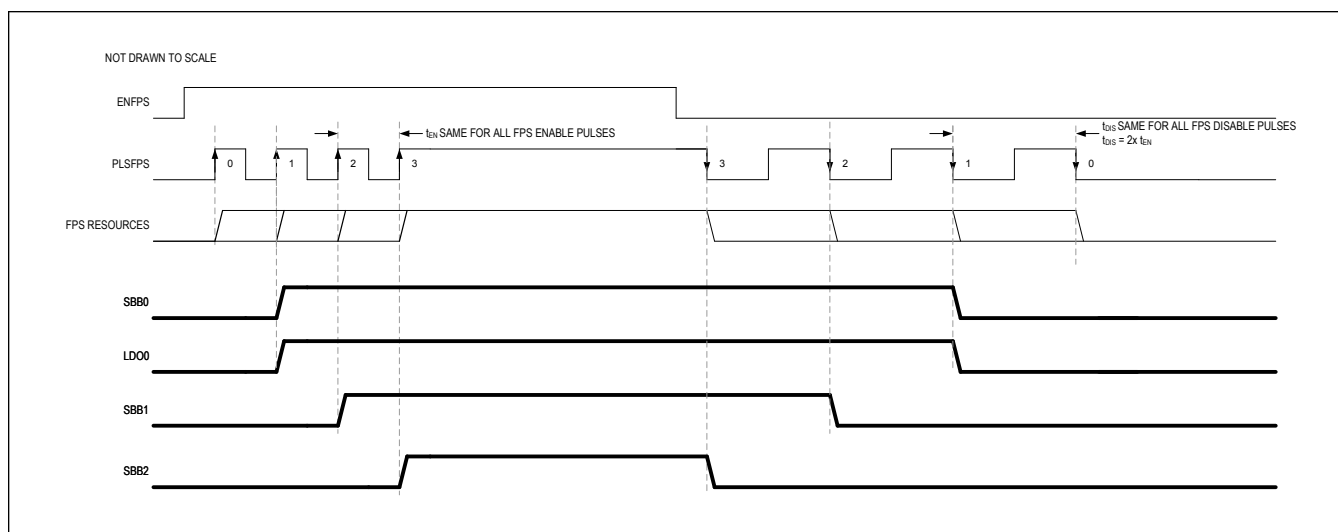 NOT DRAWN TO SCALE
ENFPS
tEN SAME FOR ALL FPS ENABLE PULSES
tDIS SAME FOR ALL FPS DISABLE PULSES
tDIS = 2x tEN
PLSFPS
0 1 2 3 3 2 1 0
FPS RESOURCES
SBB0
LDO0
SBB1
SBB2